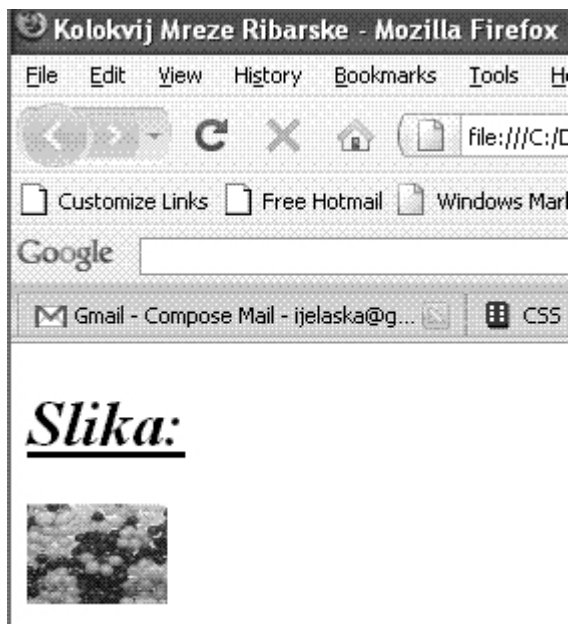 Kolokvij Mreze Ribarske - Mozilla Firefox
File Edit View History Bookmarks Tools
file:///C:/D
Customize Links Free Hotmail Windows Mark
Google
Gmail - Compose Mail - ijelaska@g... CSS
Slika: